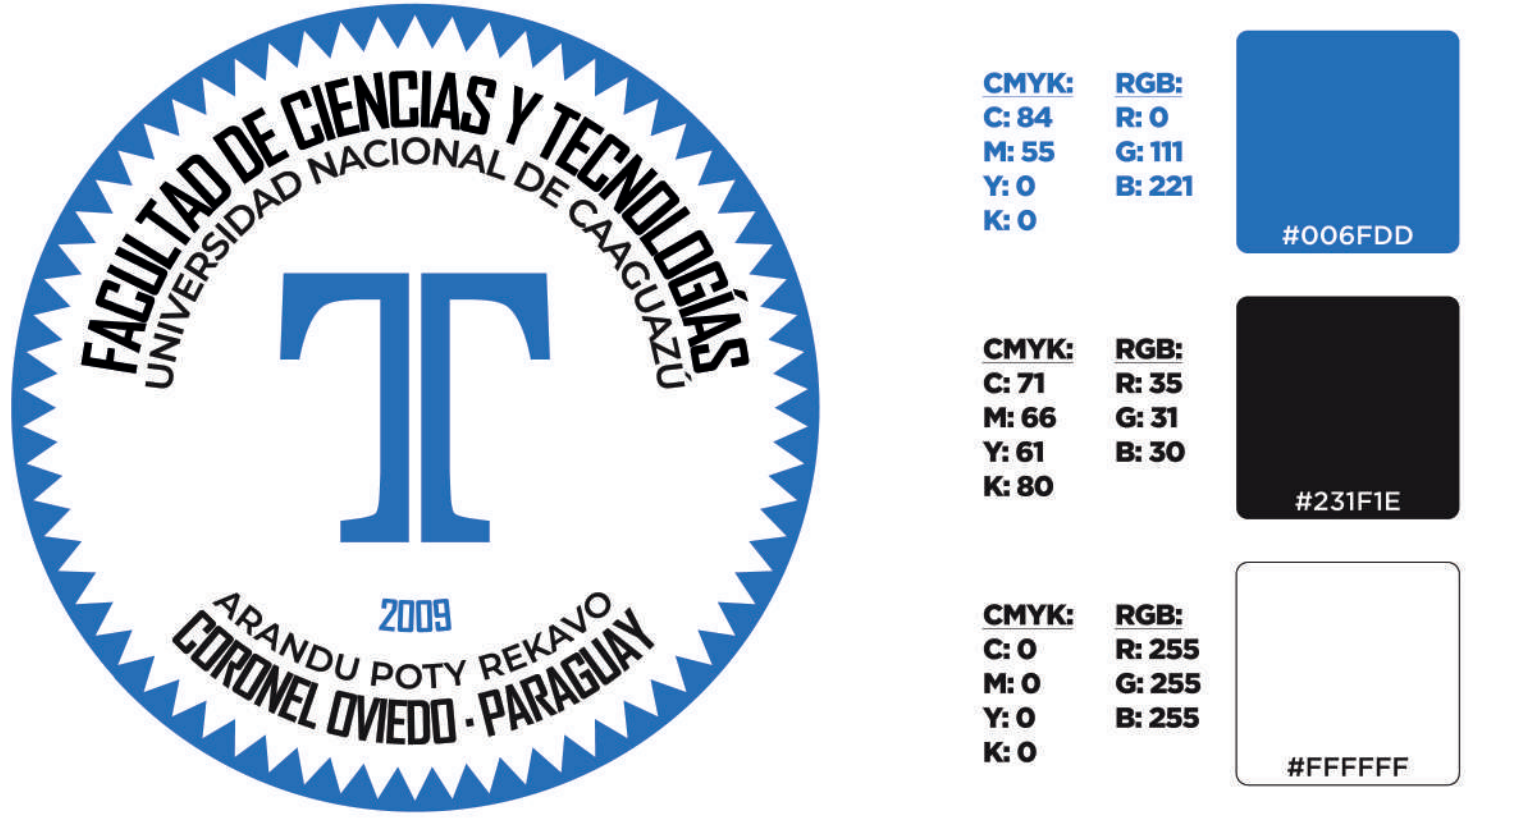 FACULTAD DE CIENCIAS Y TECNOLOGÍAS
UNIVERSIDAD NACIONAL DE CAAGUAZÚ
T
2009
ARANDU POTY REKAVO
CORONEL OVIEDO · PARAGUAY
CMYK:
C: 84
M: 55
Y: 0
K: 0
RGB:
R: 0
G: 111
B: 221
#006FDD
CMYK:
C: 71
M: 66
Y: 61
K: 80
RGB:
R: 35
G: 31
B: 30
#231F1E
CMYK:
C: 0
M: 0
Y: 0
K: 0
RGB:
R: 255
G: 255
B: 255
#FFFFFF